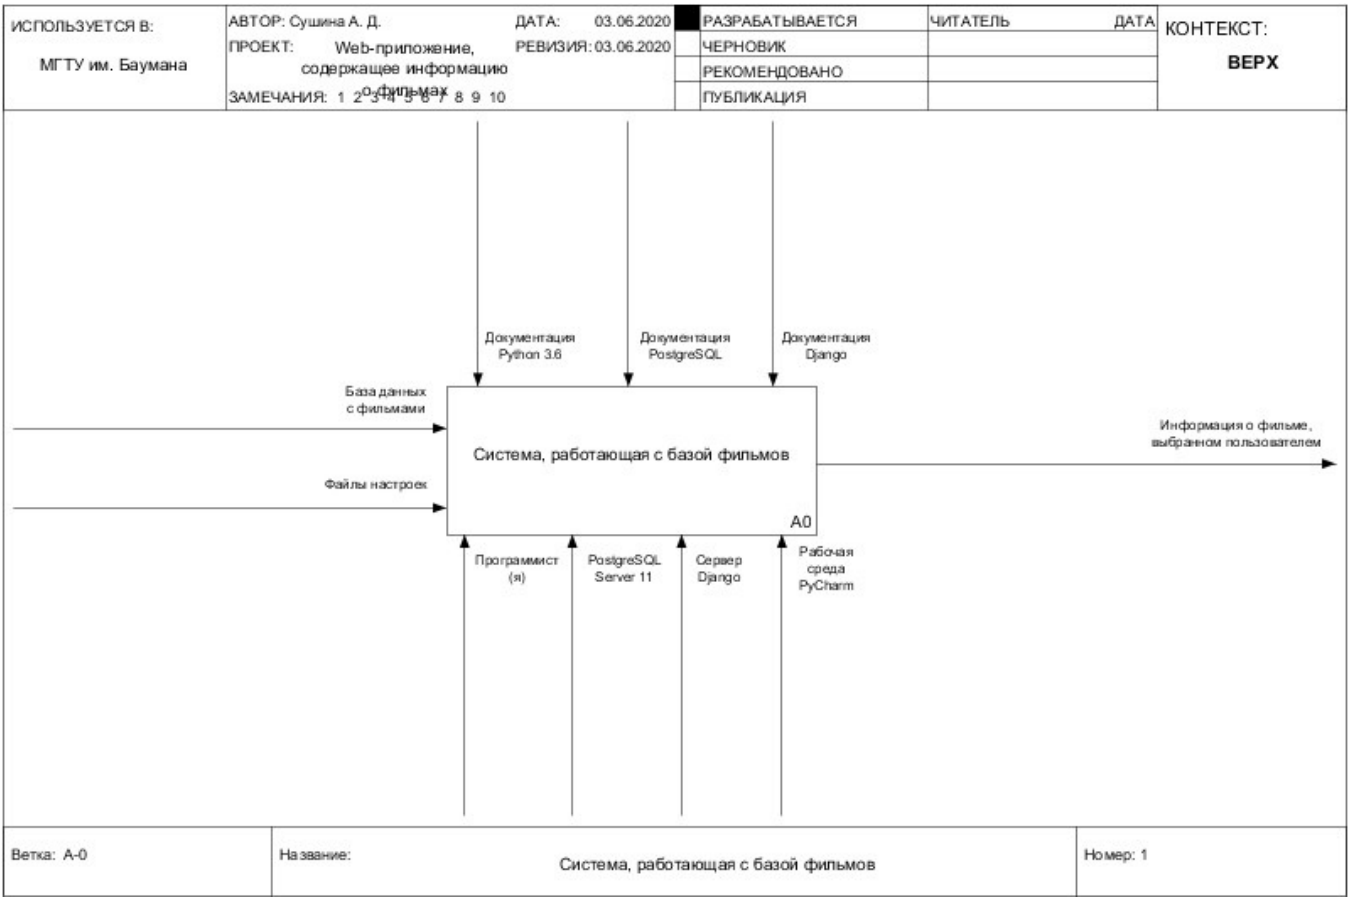 ИСПОЛЬЗУЕТСЯ В:
МГТУ им. Баумана
АВТОР: Сушина А. Д.
ДАТА: 03.06.2020
ПРОЕКТ: Web-приложение,
содержащее информацию
о фильмах
РЕВИЗИЯ: 03.06.2020
ЗАМЕЧАНИЯ: 1 2 3 4 5 6 7 8 9 10
РАЗРАБАТЫВАЕТСЯ
ЧЕРНОВИК
РЕКОМЕНДОВАНО
ПУБЛИКАЦИЯ
ЧИТАТЕЛЬ
ДАТА
КОНТЕКСТ:
ВЕРХ
Документация
Python 3.6
Документация
PostgreSQL
Документация
Django
База данных
с фильмами
Файлы настроек
Система, работающая с базой фильмов
A0
Информация о фильме,
выбранном пользователем
Программист
(я)
PostgreSQL
Server 11
Сервер
Django
Рабочая
среда
PyCharm
Ветка: A-0
Название:
Система, работающая с базой фильмов
Номер: 1